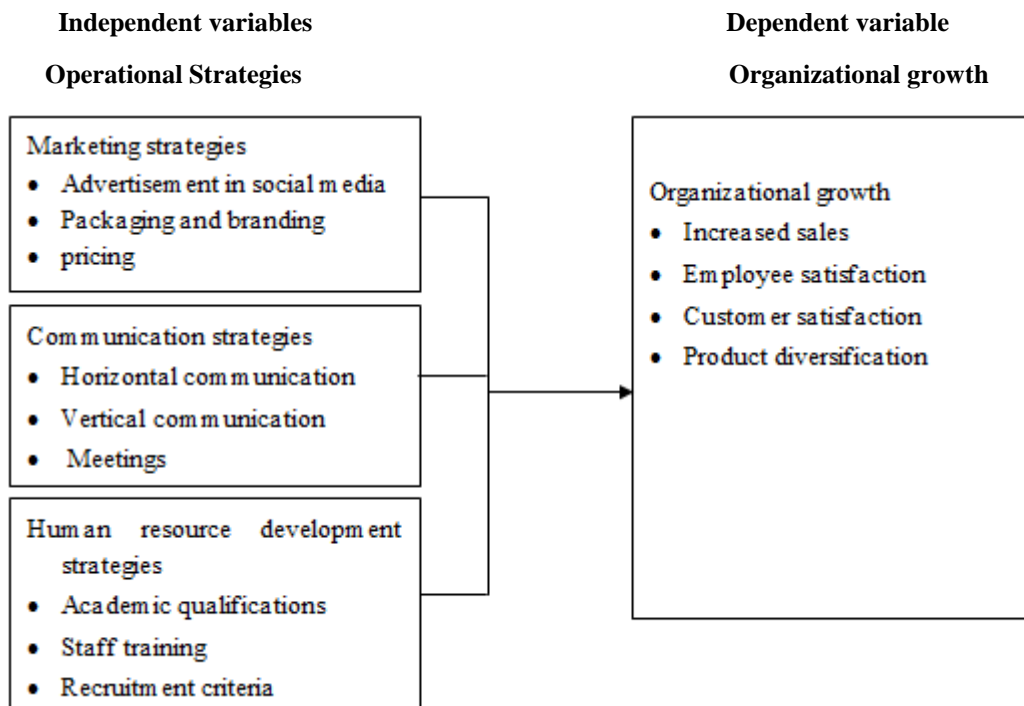 Independent variables
Dependent variable
Operational Strategies
Organizational growth
Marketing strategies
• Advertisement in social media
• Packaging and branding
• pricing
Communication strategies
• Horizontal communication
• Vertical communication
• Meetings
Human resource development
strategies
• Academic qualifications
• Staff training
• Recruitment criteria
Organizational growth
• Increased sales
• Employee satisfaction
• Customer satisfaction
• Product diversification